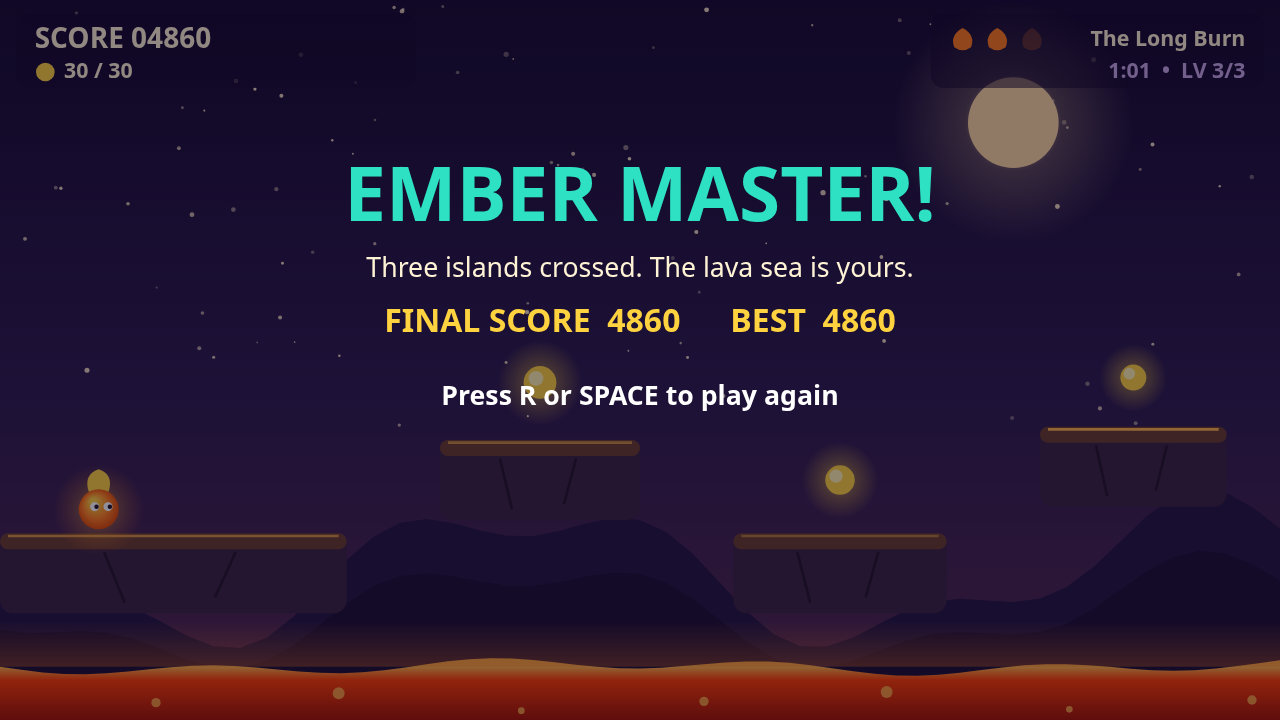 SCORE 04860
30 / 30
The Long Burn
1:01 • LV 3/3
EMBER MASTER!
Three islands crossed. The lava sea is yours.
FINAL SCORE 4860 BEST 4860
Press R or SPACE to play again